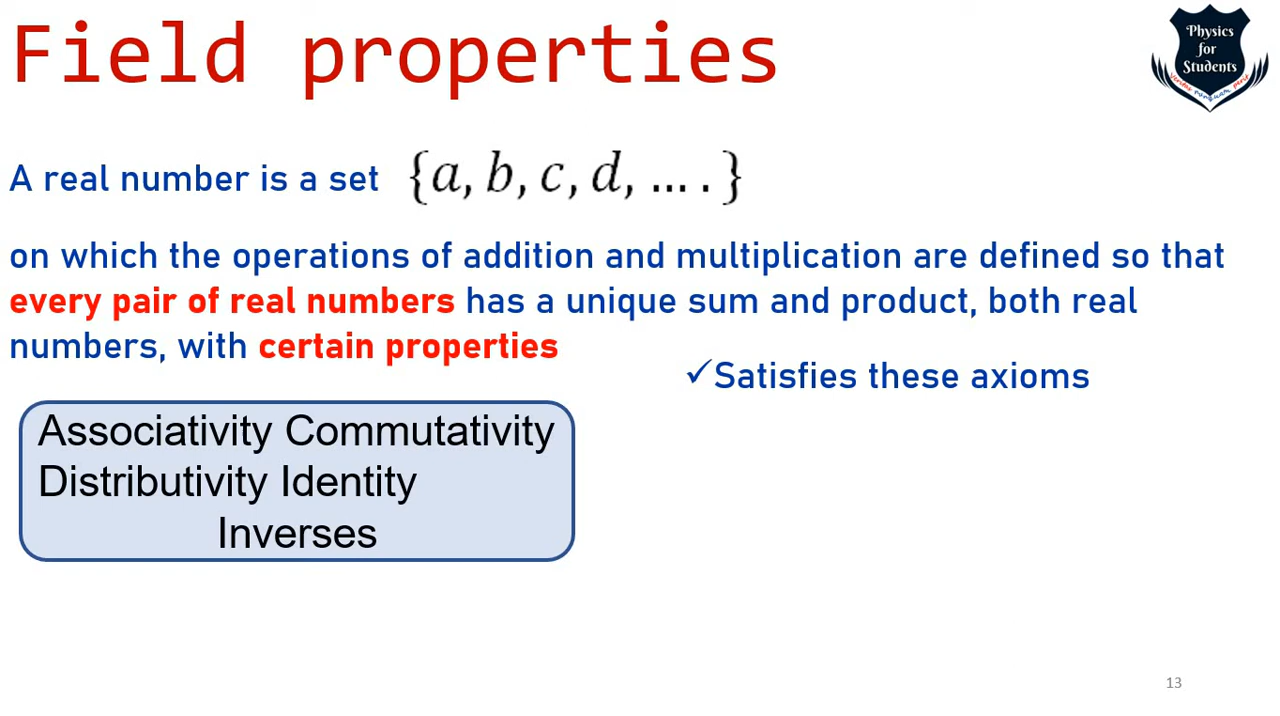 Field properties
Physics
for
Students
A real number is a set {a, b, c, d, ... . }
on which the operations of addition and multiplication are defined so that
every pair of real numbers has a unique sum and product, both real
numbers, with certain properties
✓Satisfies these axioms
Associativity Commutativity
Distributivity Identity
Inverses
13